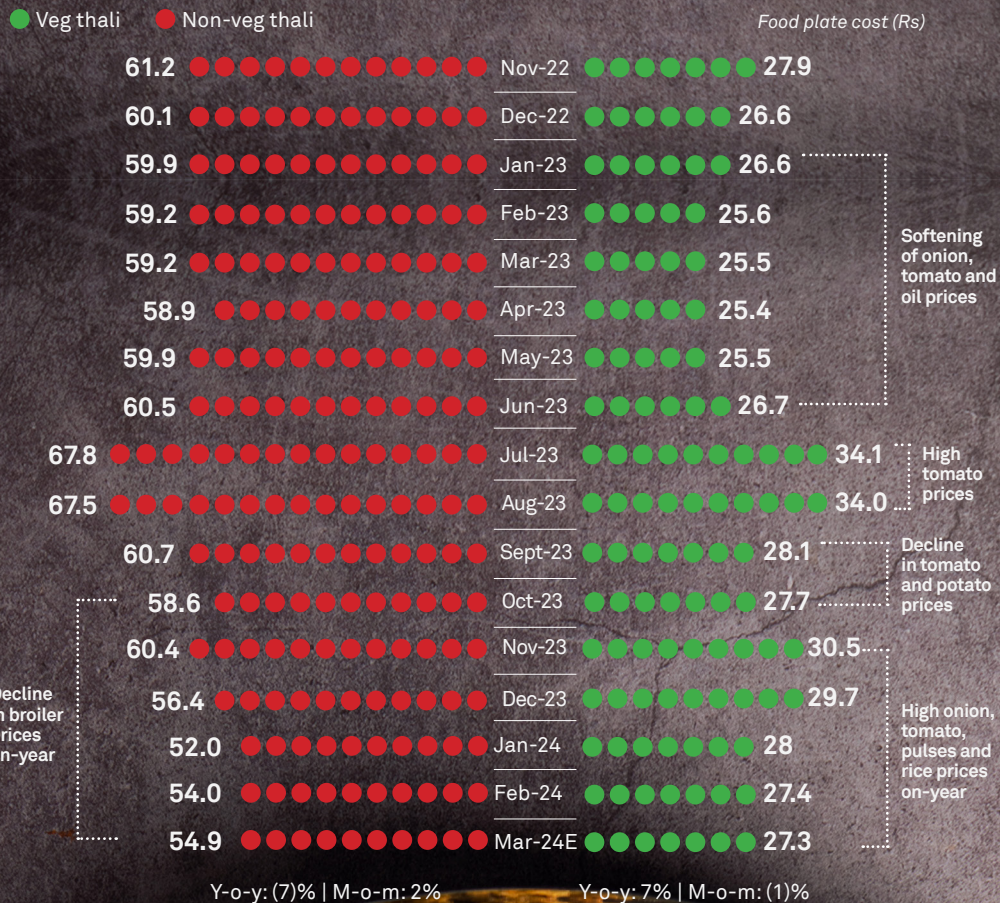 Veg thali Non-veg thali Food plate cost (Rs)
61.2 Nov-22 27.9
60.1 Dec-22 26.6
59.9 Jan-23 26.6
59.2 Feb-23 25.6
Softening
of onion,
tomato and
oil prices
59.2 Mar-23 25.5
58.9 Apr-23 25.4
59.9 May-23 25.5
60.5 Jun-23 26.7
67.8 Jul-23 34.1
High
tomato
prices
67.5 Aug-23 34.0
60.7 Sept-23 28.1
Decline
in tomato
and potato
prices
58.6 Oct-23 27.7
60.4 Nov-23 30.5
56.4 Dec-23 29.7
ecline
n broiler
rices
n-year
High onion,
tomato,
pulses and
rice prices
on-year
52.0 Jan-24 28
54.0 Feb-24 27.4
54.9 Mar-24E 27.3
Y-o-y: (7)% | M-o-m: 2% Y-o-y: 7% | M-o-m: (1)%